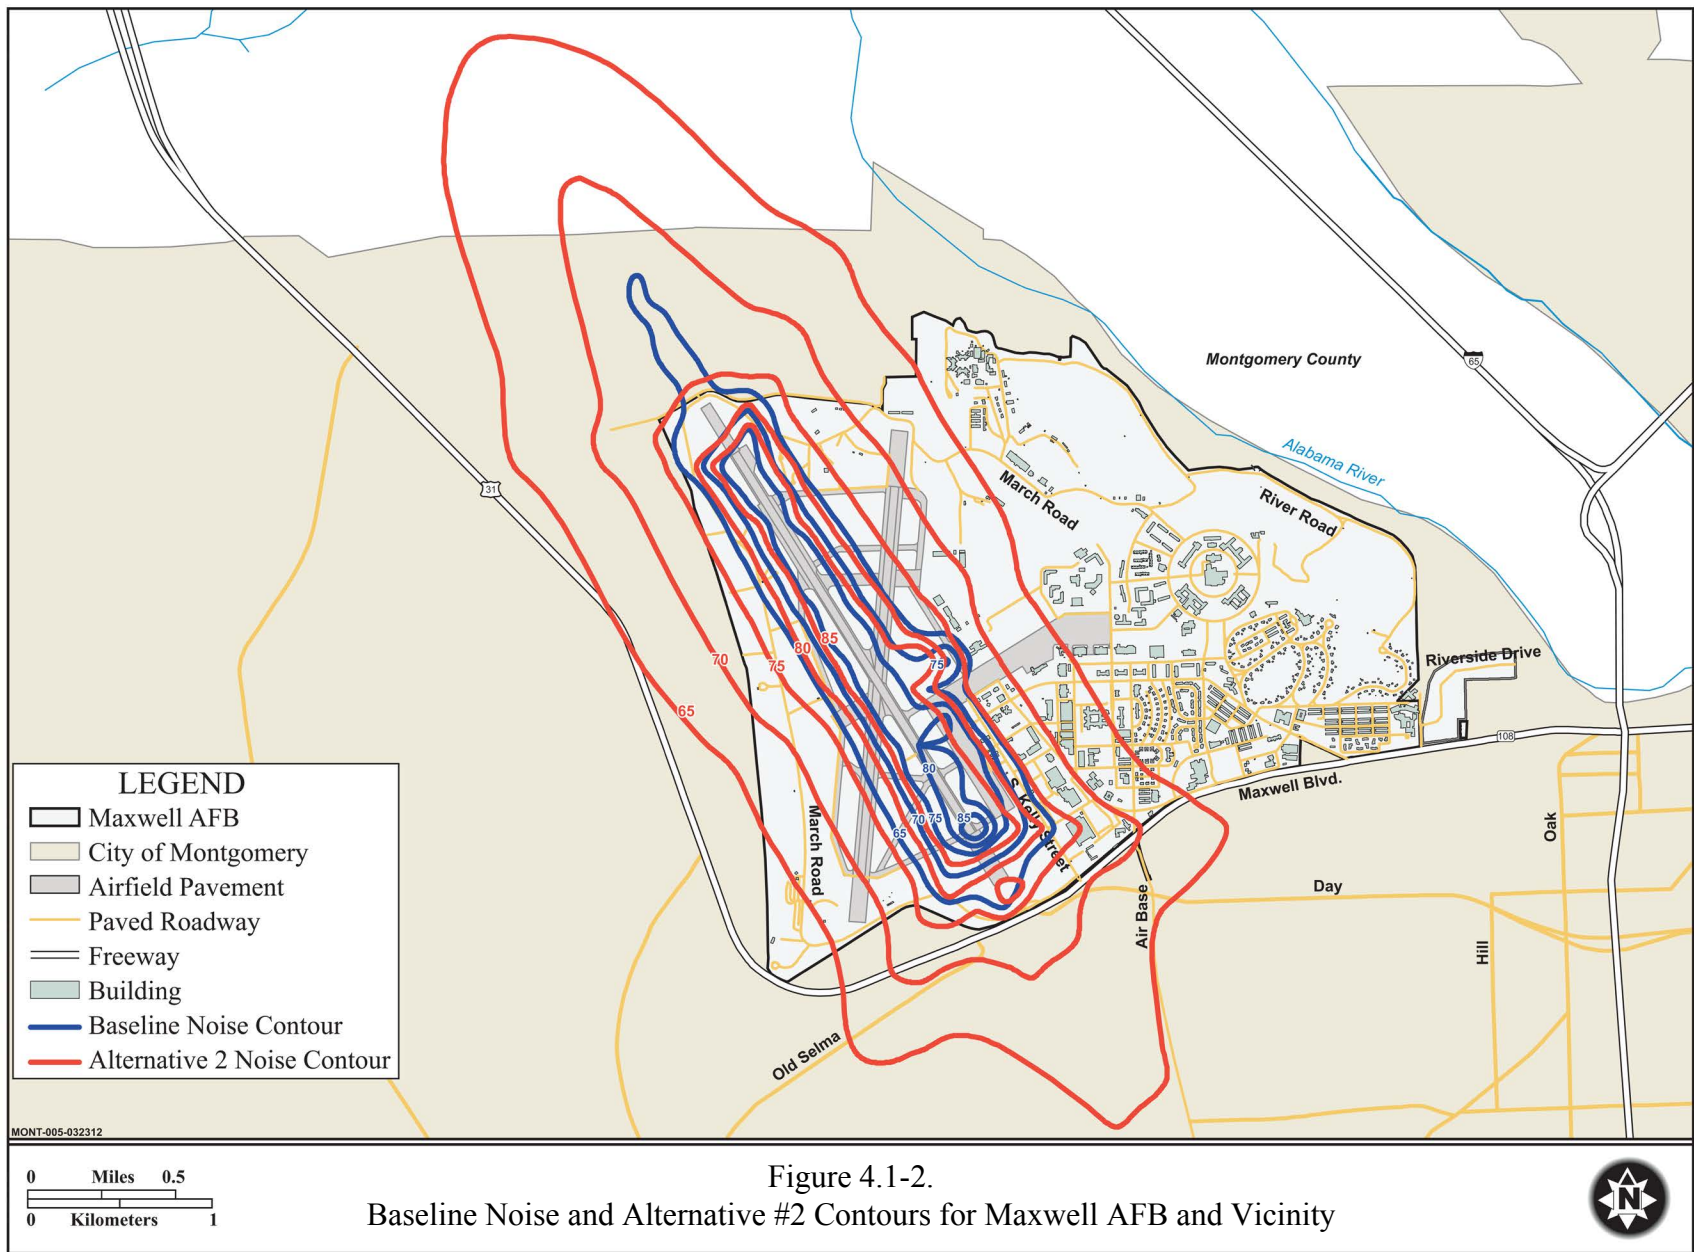 Montgomery County
65
Alabama River
31
March Road
River Road
Riverside Drive
108
Maxwell Blvd.
85
80
75
70
75
65
80
70
75
85
65
S. Kelly Street
March Road
Oak
Day
Air Base
Hill
Old Selma
LEGEND
Maxwell AFB
City of Montgomery
Airfield Pavement
Paved Roadway
Freeway
Building
Baseline Noise Contour
Alternative 2 Noise Contour
MONT-005-032312
0 Miles 0.5
0 Kilometers 1
Figure 4.1-2.
Baseline Noise and Alternative #2 Contours for Maxwell AFB and Vicinity
N